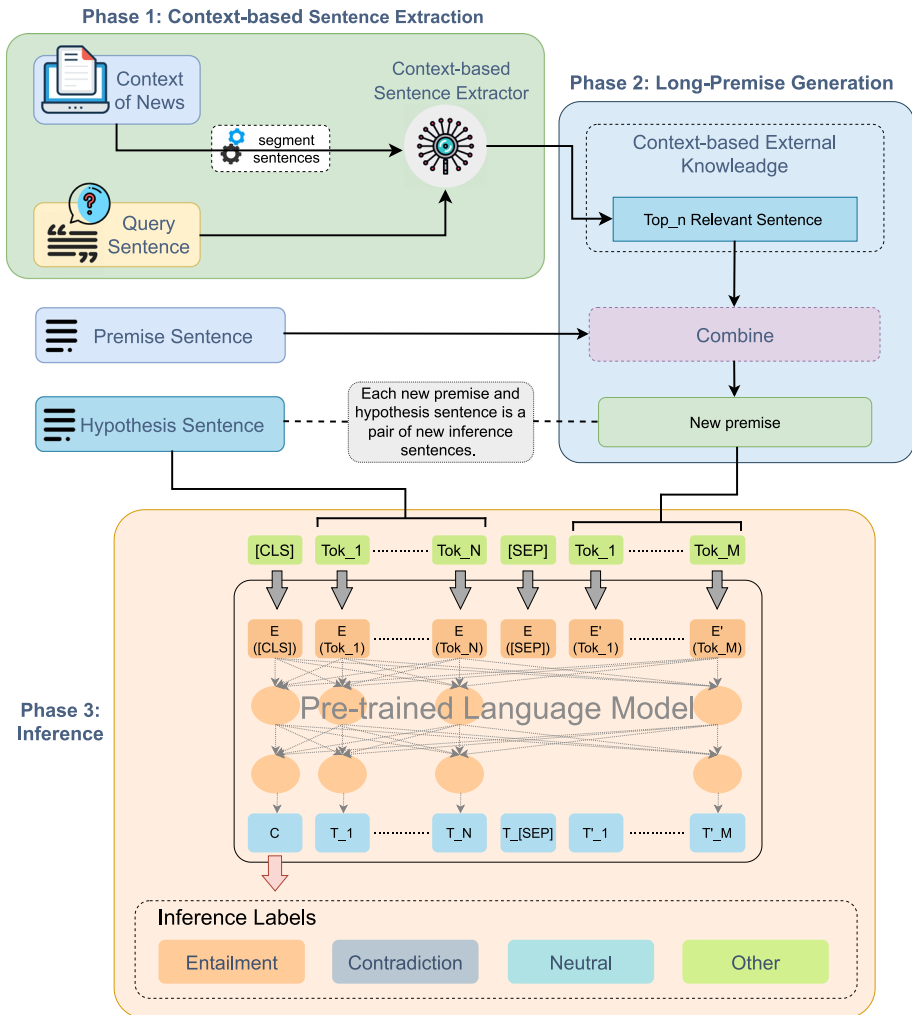 Phase 1: Context-based Sentence Extraction
Context
of News
segment
sentences
Context-based
Sentence Extractor
?
Query
Sentence
Phase 2: Long-Premise Generation
Context-based External
Knowleadge
Top_n Relevant Sentence
Premise Sentence
Combine
Hypothesis Sentence
Each new premise and
hypothesis sentence is a
pair of new inference
sentences.
New premise
[CLS] Tok_1 Tok_N [SEP] Tok_1 Tok_M
E E E E E' E'
([CLS]) (Tok_1) (Tok_N) ([SEP]) (Tok_1) (Tok_M)
Pre-trained Language Model
Phase 3:
Inference
C T_1 T_N T_[SEP] T'_1 T'_M
Inference Labels
Entailment Contradiction Neutral Other